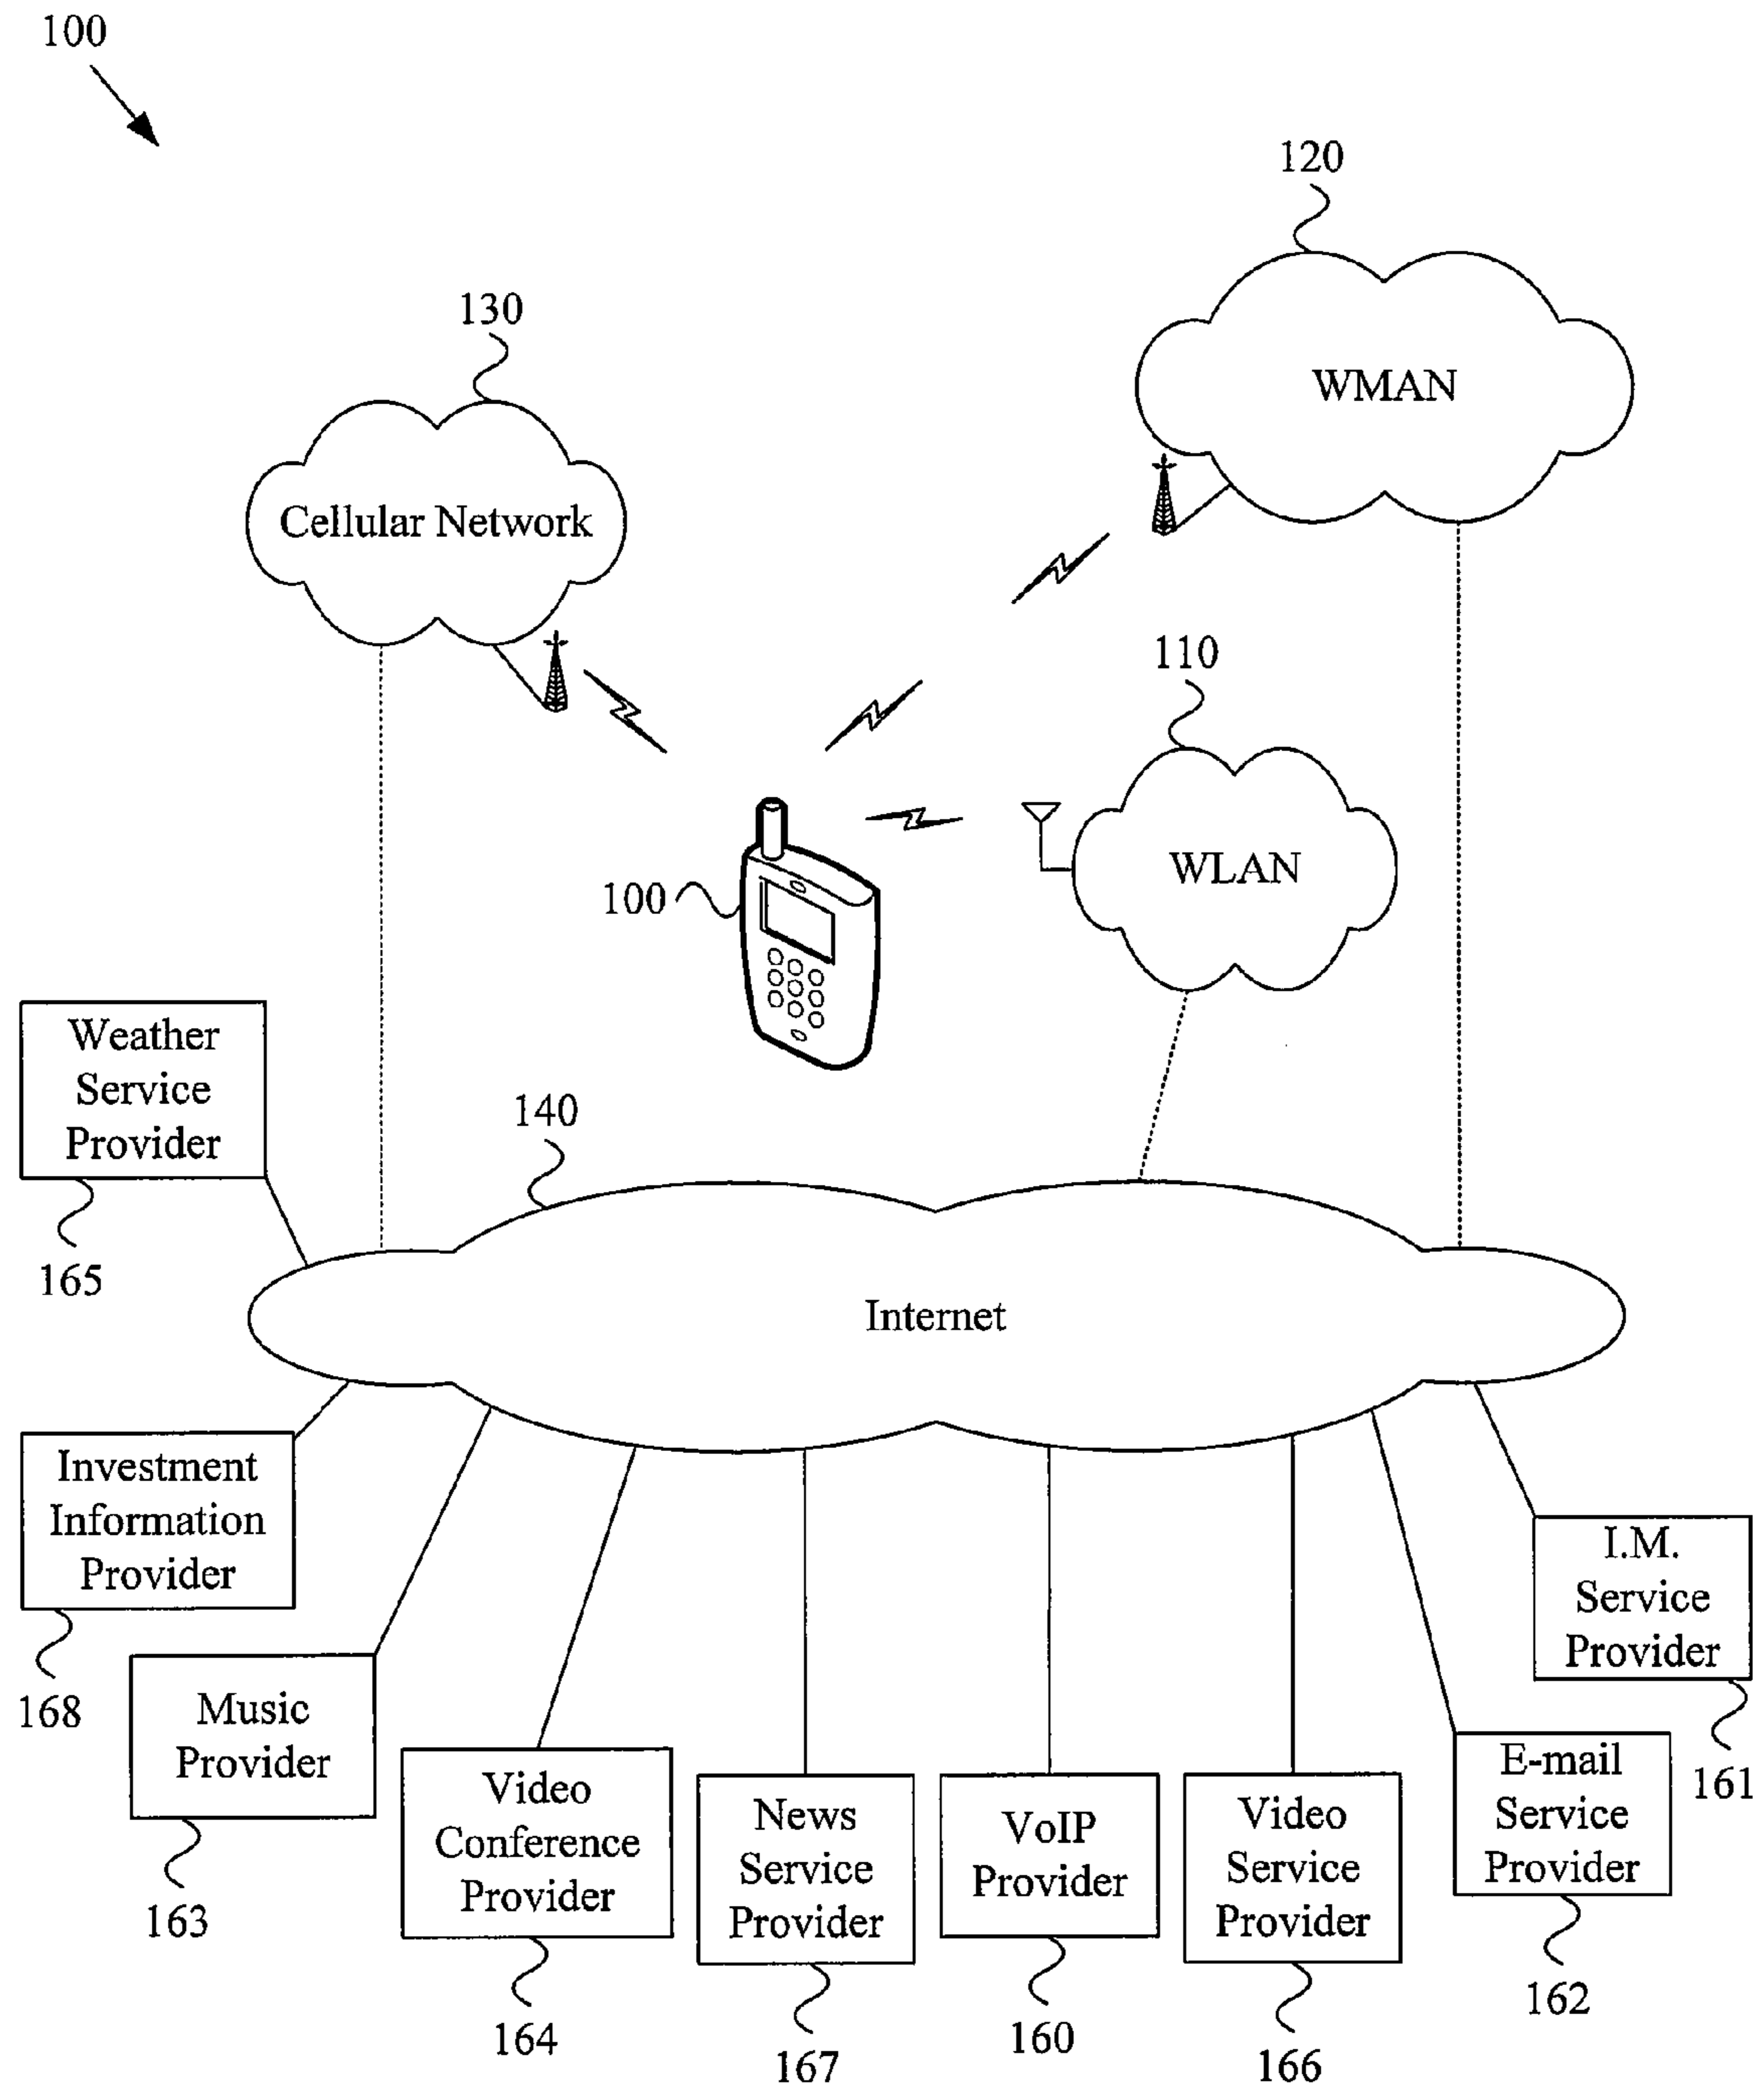 100
120
130
WMAN
Cellular Network
110
WLAN
100
Weather
Service
Provider
140
165
Internet
Investment
Information
Provider
I.M.
Service
Provider
168
Music
Provider
E-mail
Service
Provider
161
Video
Conference
Provider
News
Service
Provider
VoIP
Provider
Video
Service
Provider
163
162
164
167
160
166